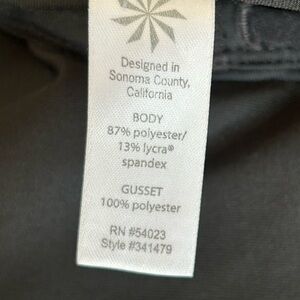 Designed in
Sonoma County,
California
BODY
87% polyester/
13% lycra®
spandex
GUSSET
100% polyester
RN #54023
Style #341479